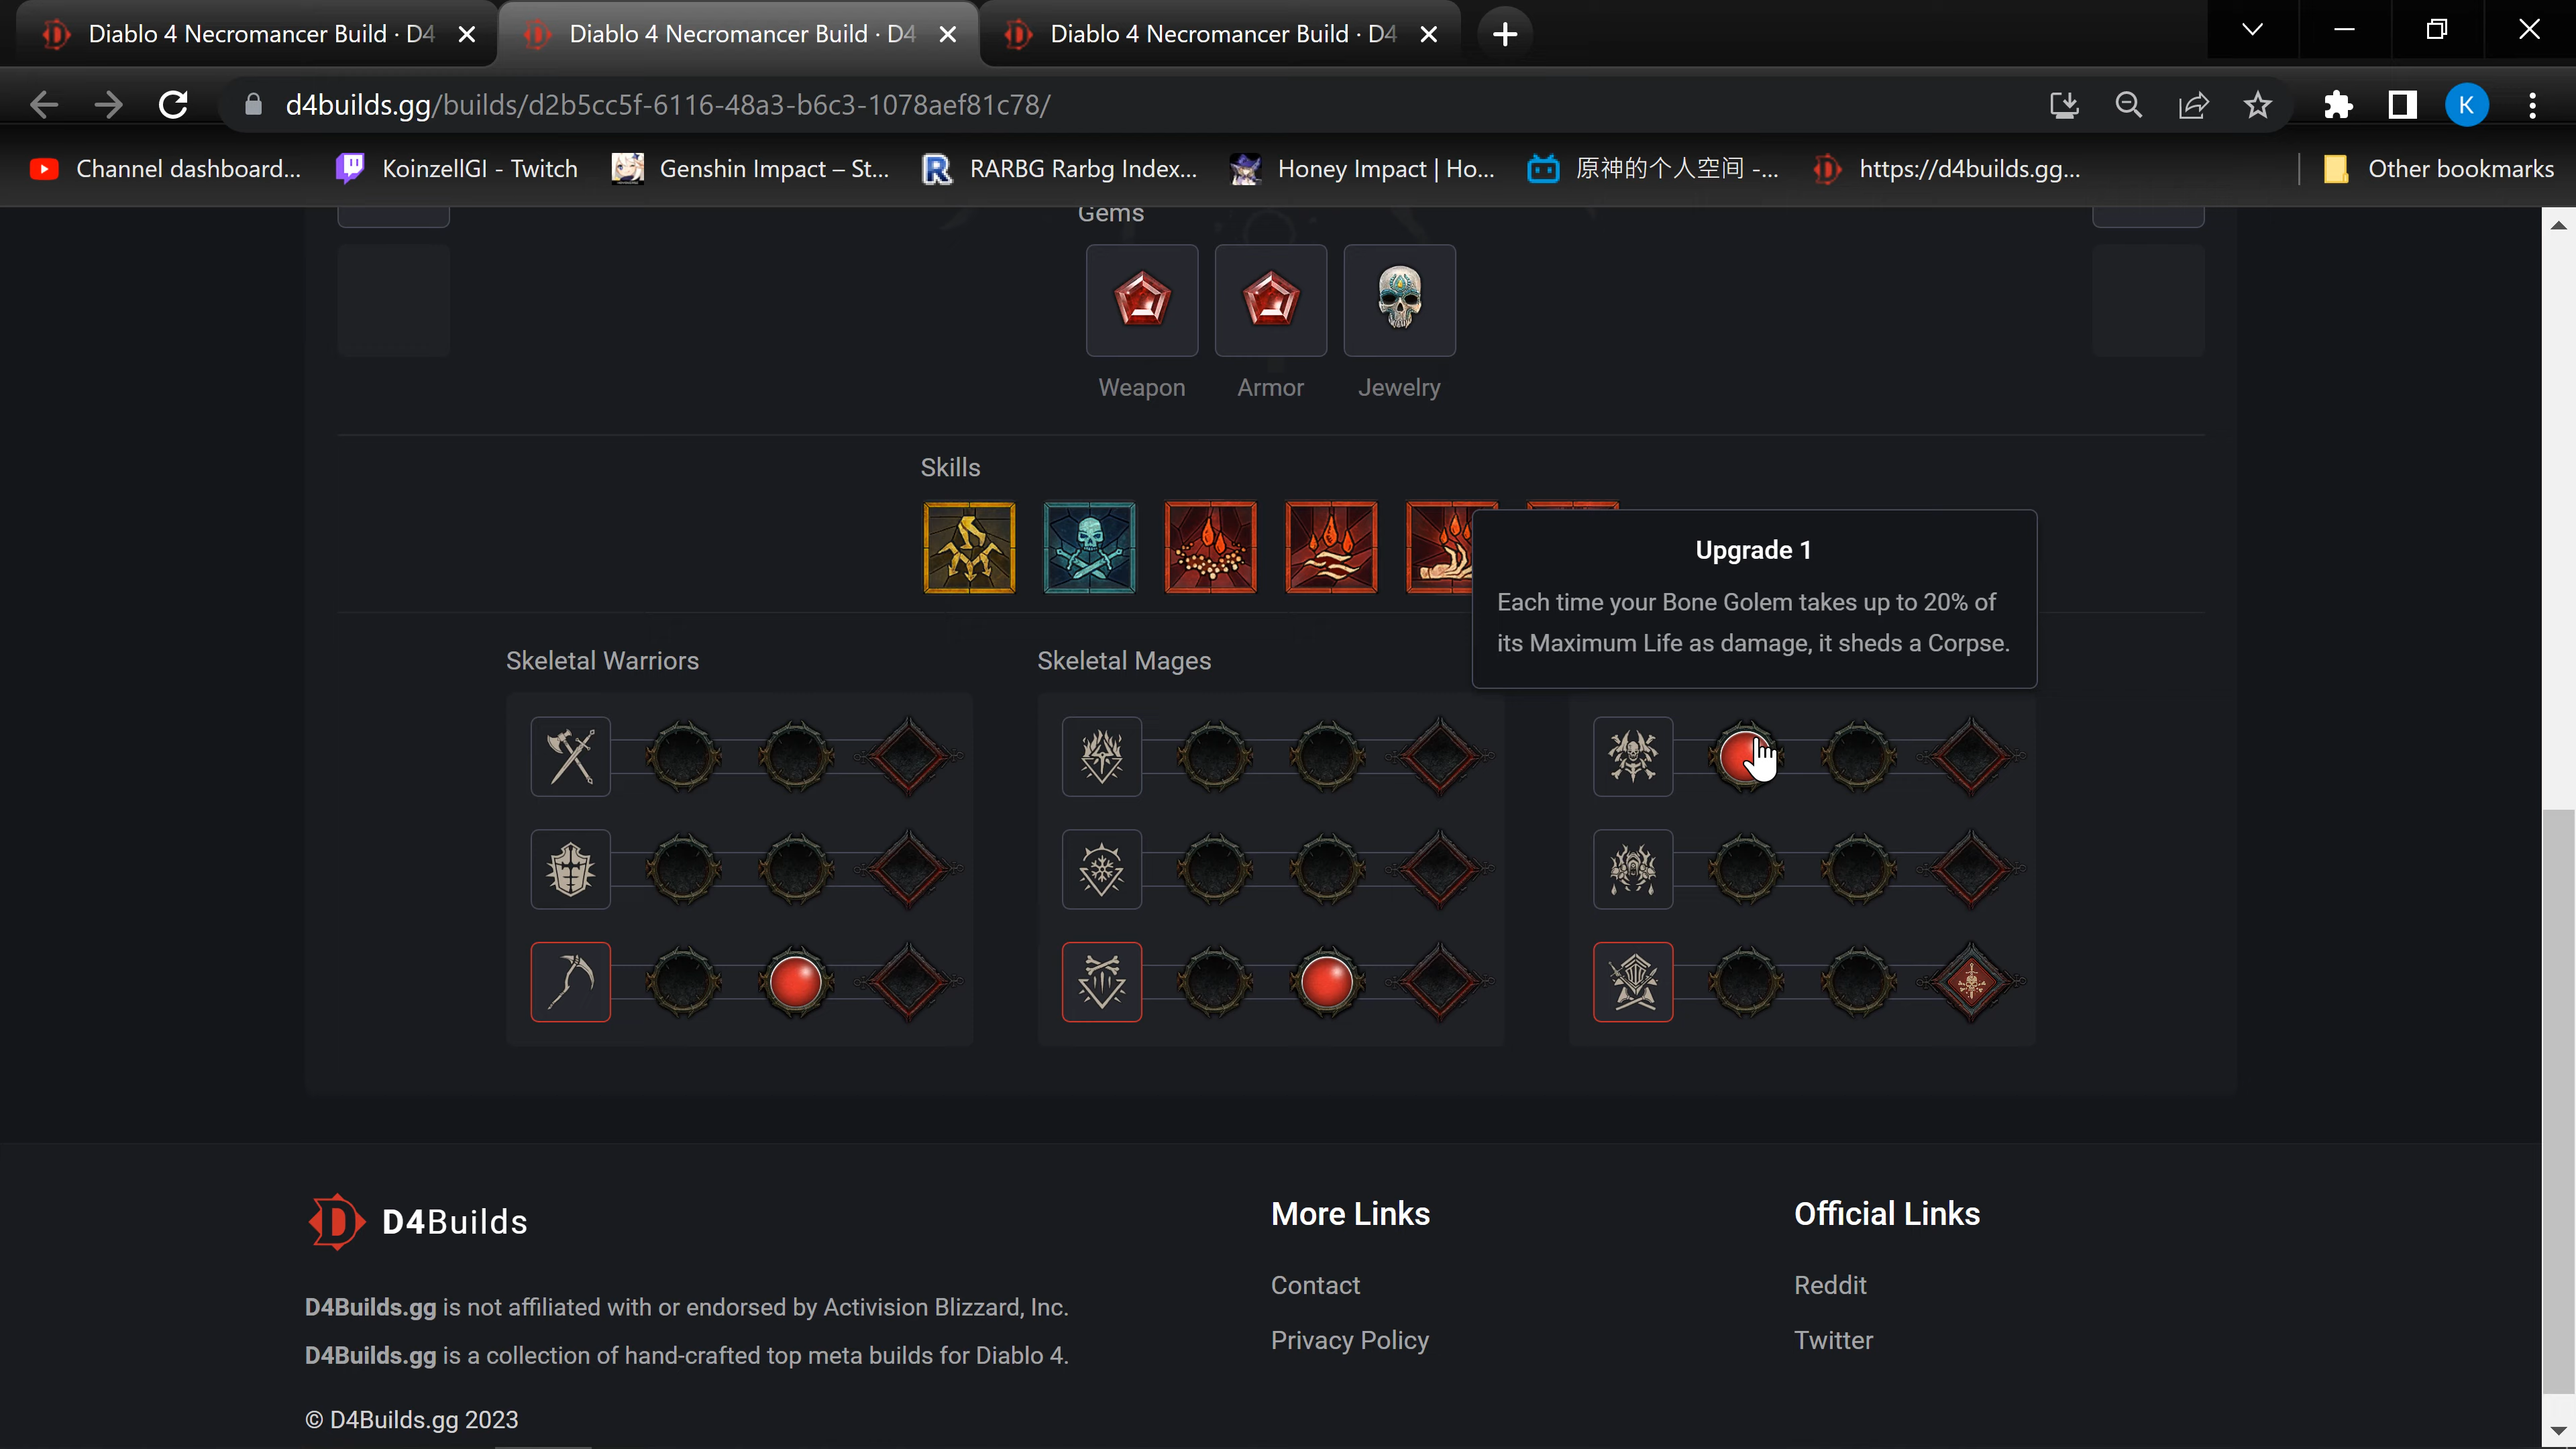 Diablo 4 Necromancer Build · D4
Diablo 4 Necromancer Build · D4
Diablo 4 Necromancer Build · D4
d4builds.gg/builds/d2b5cc5f-6116-48a3-b6c3-1078aef81c78/
K
Channel dashboard...
KoinzellGI - Twitch
Genshin Impact – St...
RARBG Rarbg Index...
Honey Impact | Ho...
原神的个人空间 -...
https://d4builds.gg...
Other bookmarks
Gems
Weapon
Armor
Jewelry
Skills
Upgrade 1
Each time your Bone Golem takes up to 20% of
its Maximum Life as damage, it sheds a Corpse.
Skeletal Warriors
Skeletal Mages
D4Builds
More Links
Official Links
Contact
Reddit
D4Builds.gg is not affiliated with or endorsed by Activision Blizzard, Inc.
Privacy Policy
Twitter
D4Builds.gg is a collection of hand-crafted top meta builds for Diablo 4.
© D4Builds.gg 2023